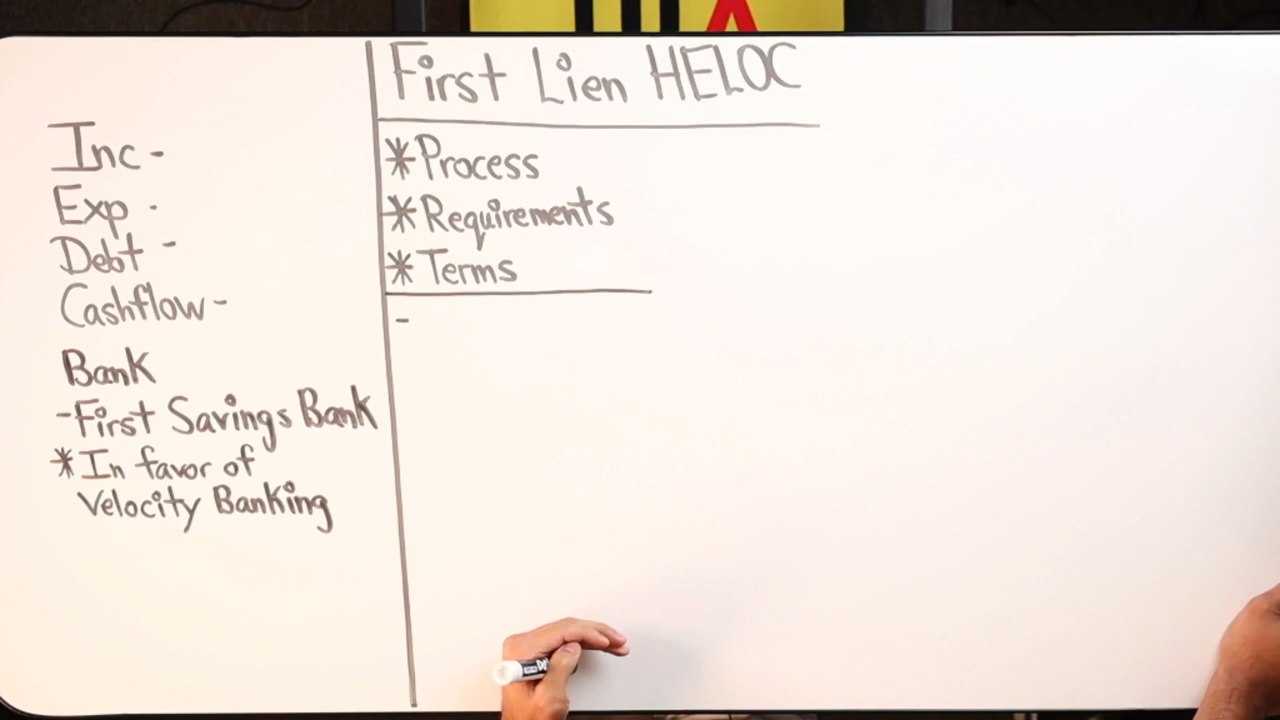 Inc -
Exp -
Debt -
Cashflow -
Bank
- First Savings Bank
* In favor of
Velocity Banking
First Lien HELOC
* Process
* Requirements
* Terms
-